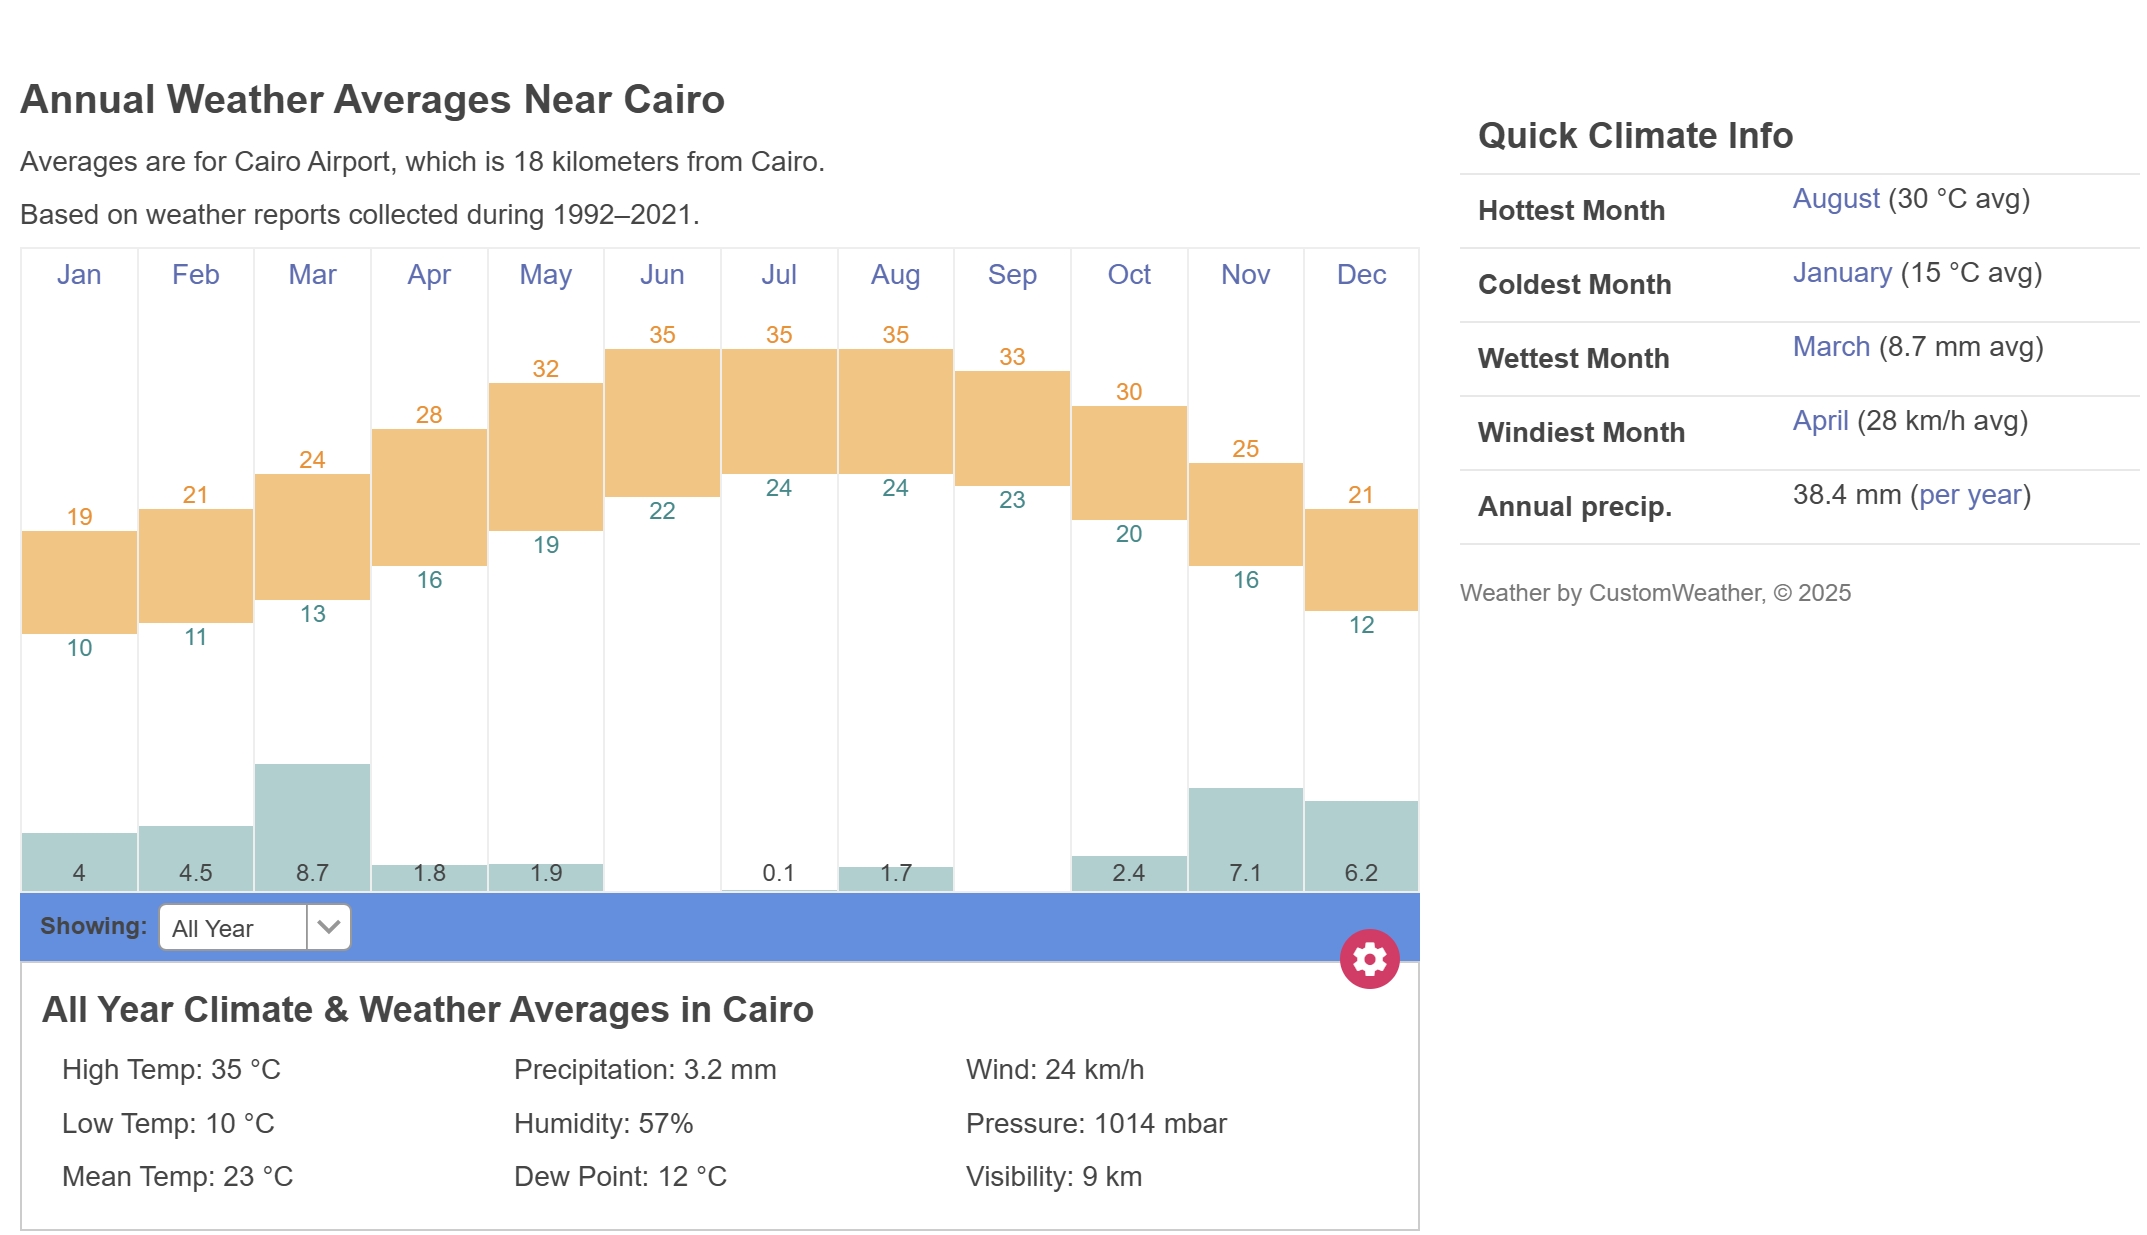 Annual Weather Averages Near Cairo
Averages are for Cairo Airport, which is 18 kilometers from Cairo.
Based on weather reports collected during 1992–2021.
Jan Feb Mar Apr May Jun Jul Aug Sep Oct Nov Dec
19 21 24 28 32 35 35 35 33 30 25 21
10 11 13 16 19 22 24 24 23 20 16 12
4 4.5 8.7 1.8 1.9 0.1 1.7 2.4 7.1 6.2
Showing: All Year
All Year Climate & Weather Averages in Cairo
High Temp: 35 °C Precipitation: 3.2 mm Wind: 24 km/h
Low Temp: 10 °C Humidity: 57% Pressure: 1014 mbar
Mean Temp: 23 °C Dew Point: 12 °C Visibility: 9 km
Quick Climate Info
Hottest Month August (30 °C avg)
Coldest Month January (15 °C avg)
Wettest Month March (8.7 mm avg)
Windiest Month April (28 km/h avg)
Annual precip. 38.4 mm (per year)
Weather by CustomWeather, © 2025